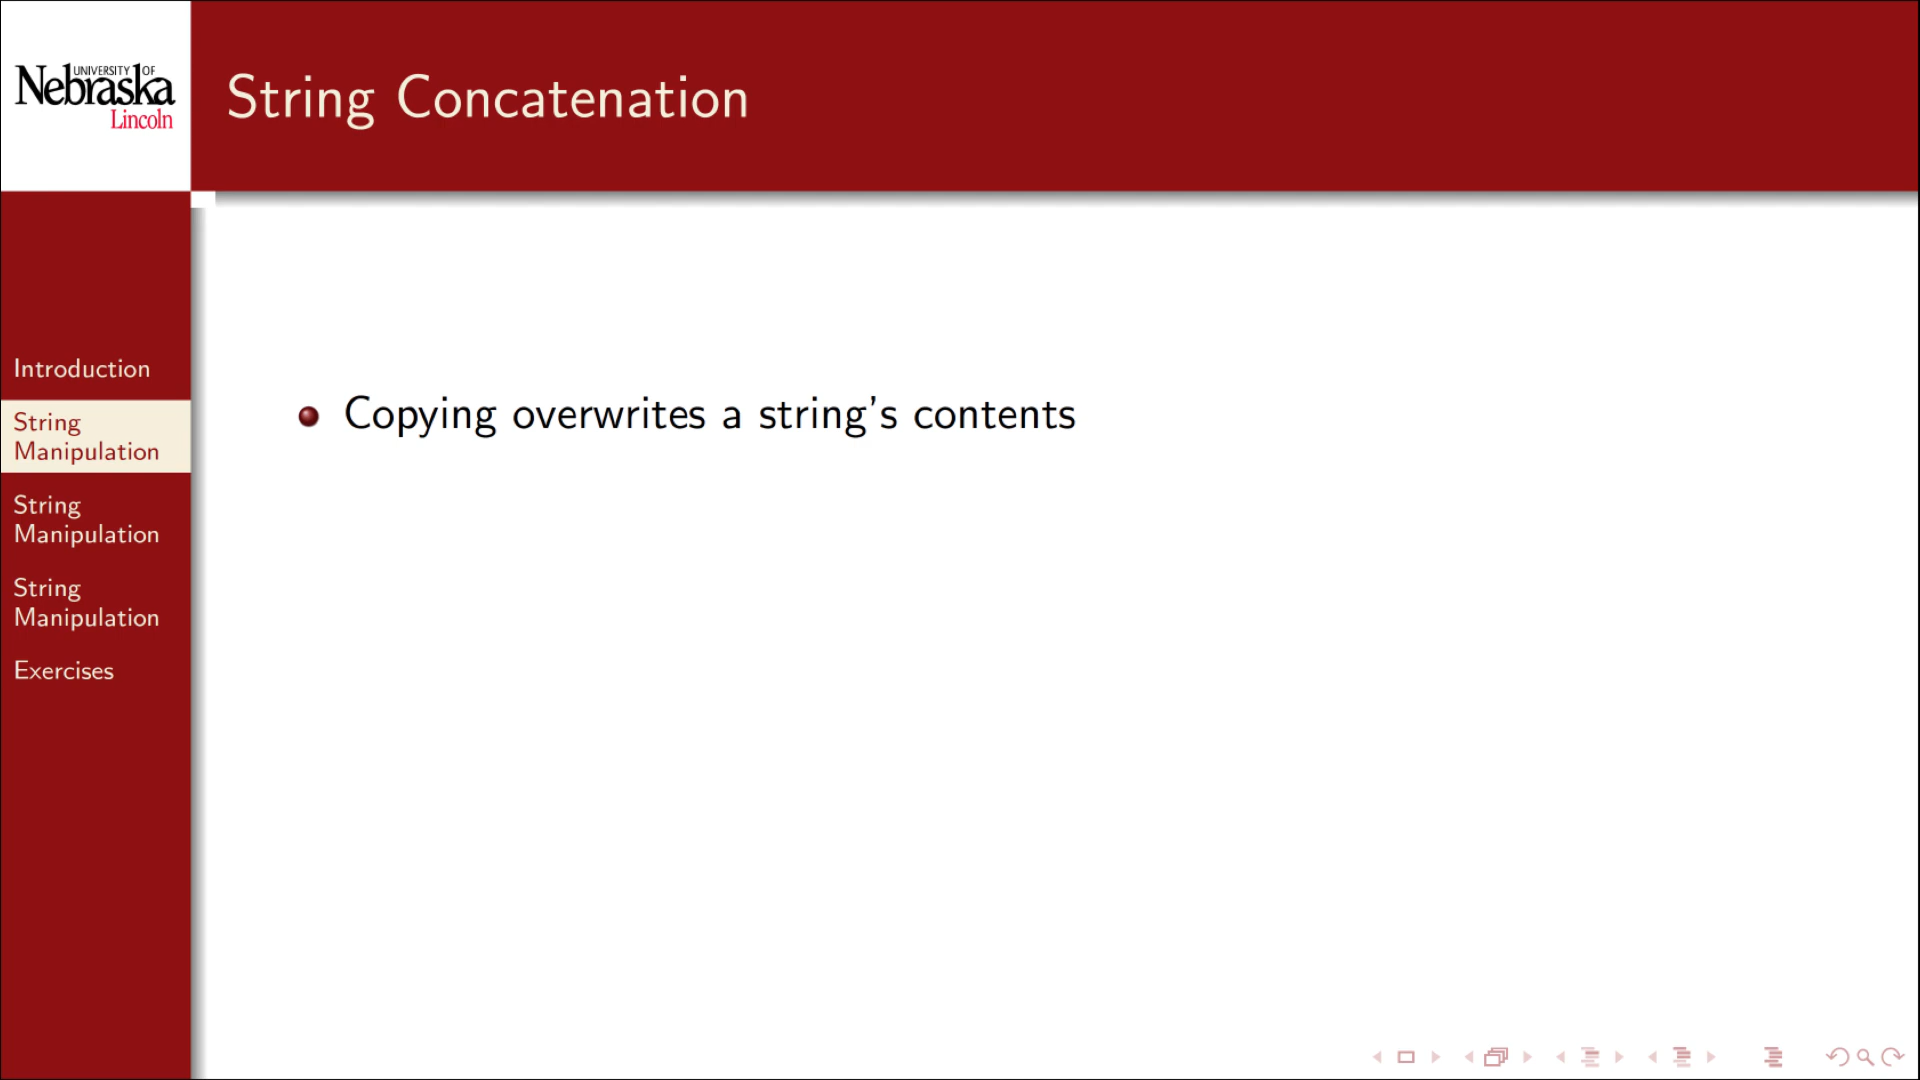 UNIVERSITY OF
Nebraska
Lincoln
String Concatenation
Introduction
String
Manipulation
String
Manipulation
String
Manipulation
Exercises
Copying overwrites a string's contents